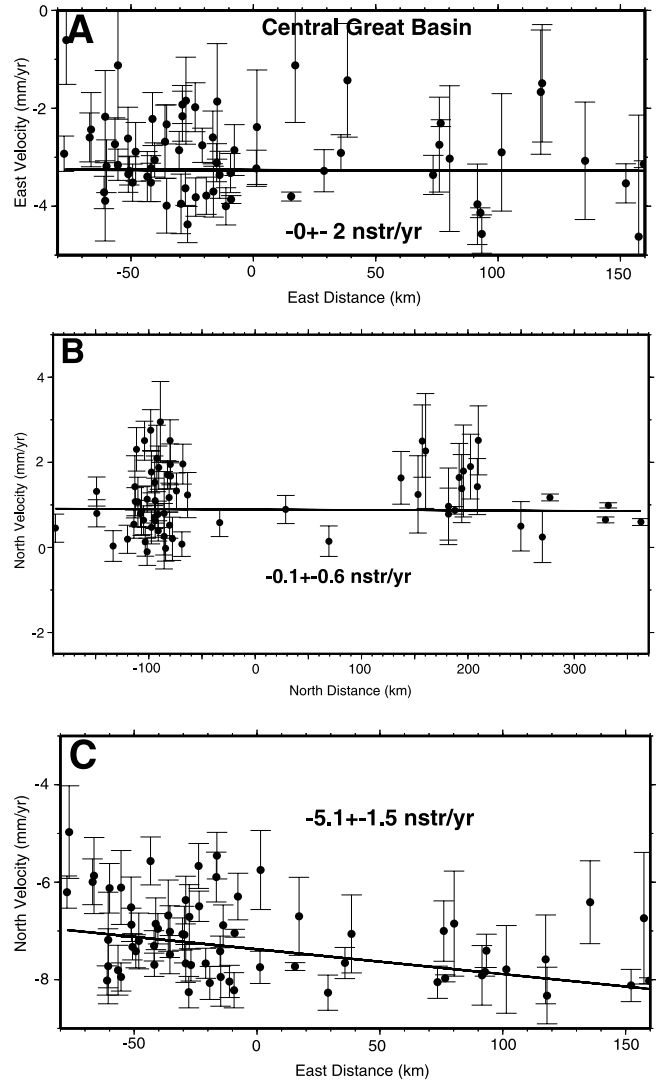 A
Central Great Basin
0
-2
-4
East Velocity (mm/yr)
-0+- 2 nstr/yr
-50 0 50 100 150
East Distance (km)
B
4
2
0
-2
North Velocity (mm/yr)
-0.1+-0.6 nstr/yr
-100 0 100 200 300
North Distance (km)
C
-4
-6
-8
North Velocity (mm/yr)
-5.1+-1.5 nstr/yr
-50 0 50 100 150
East Distance (km)